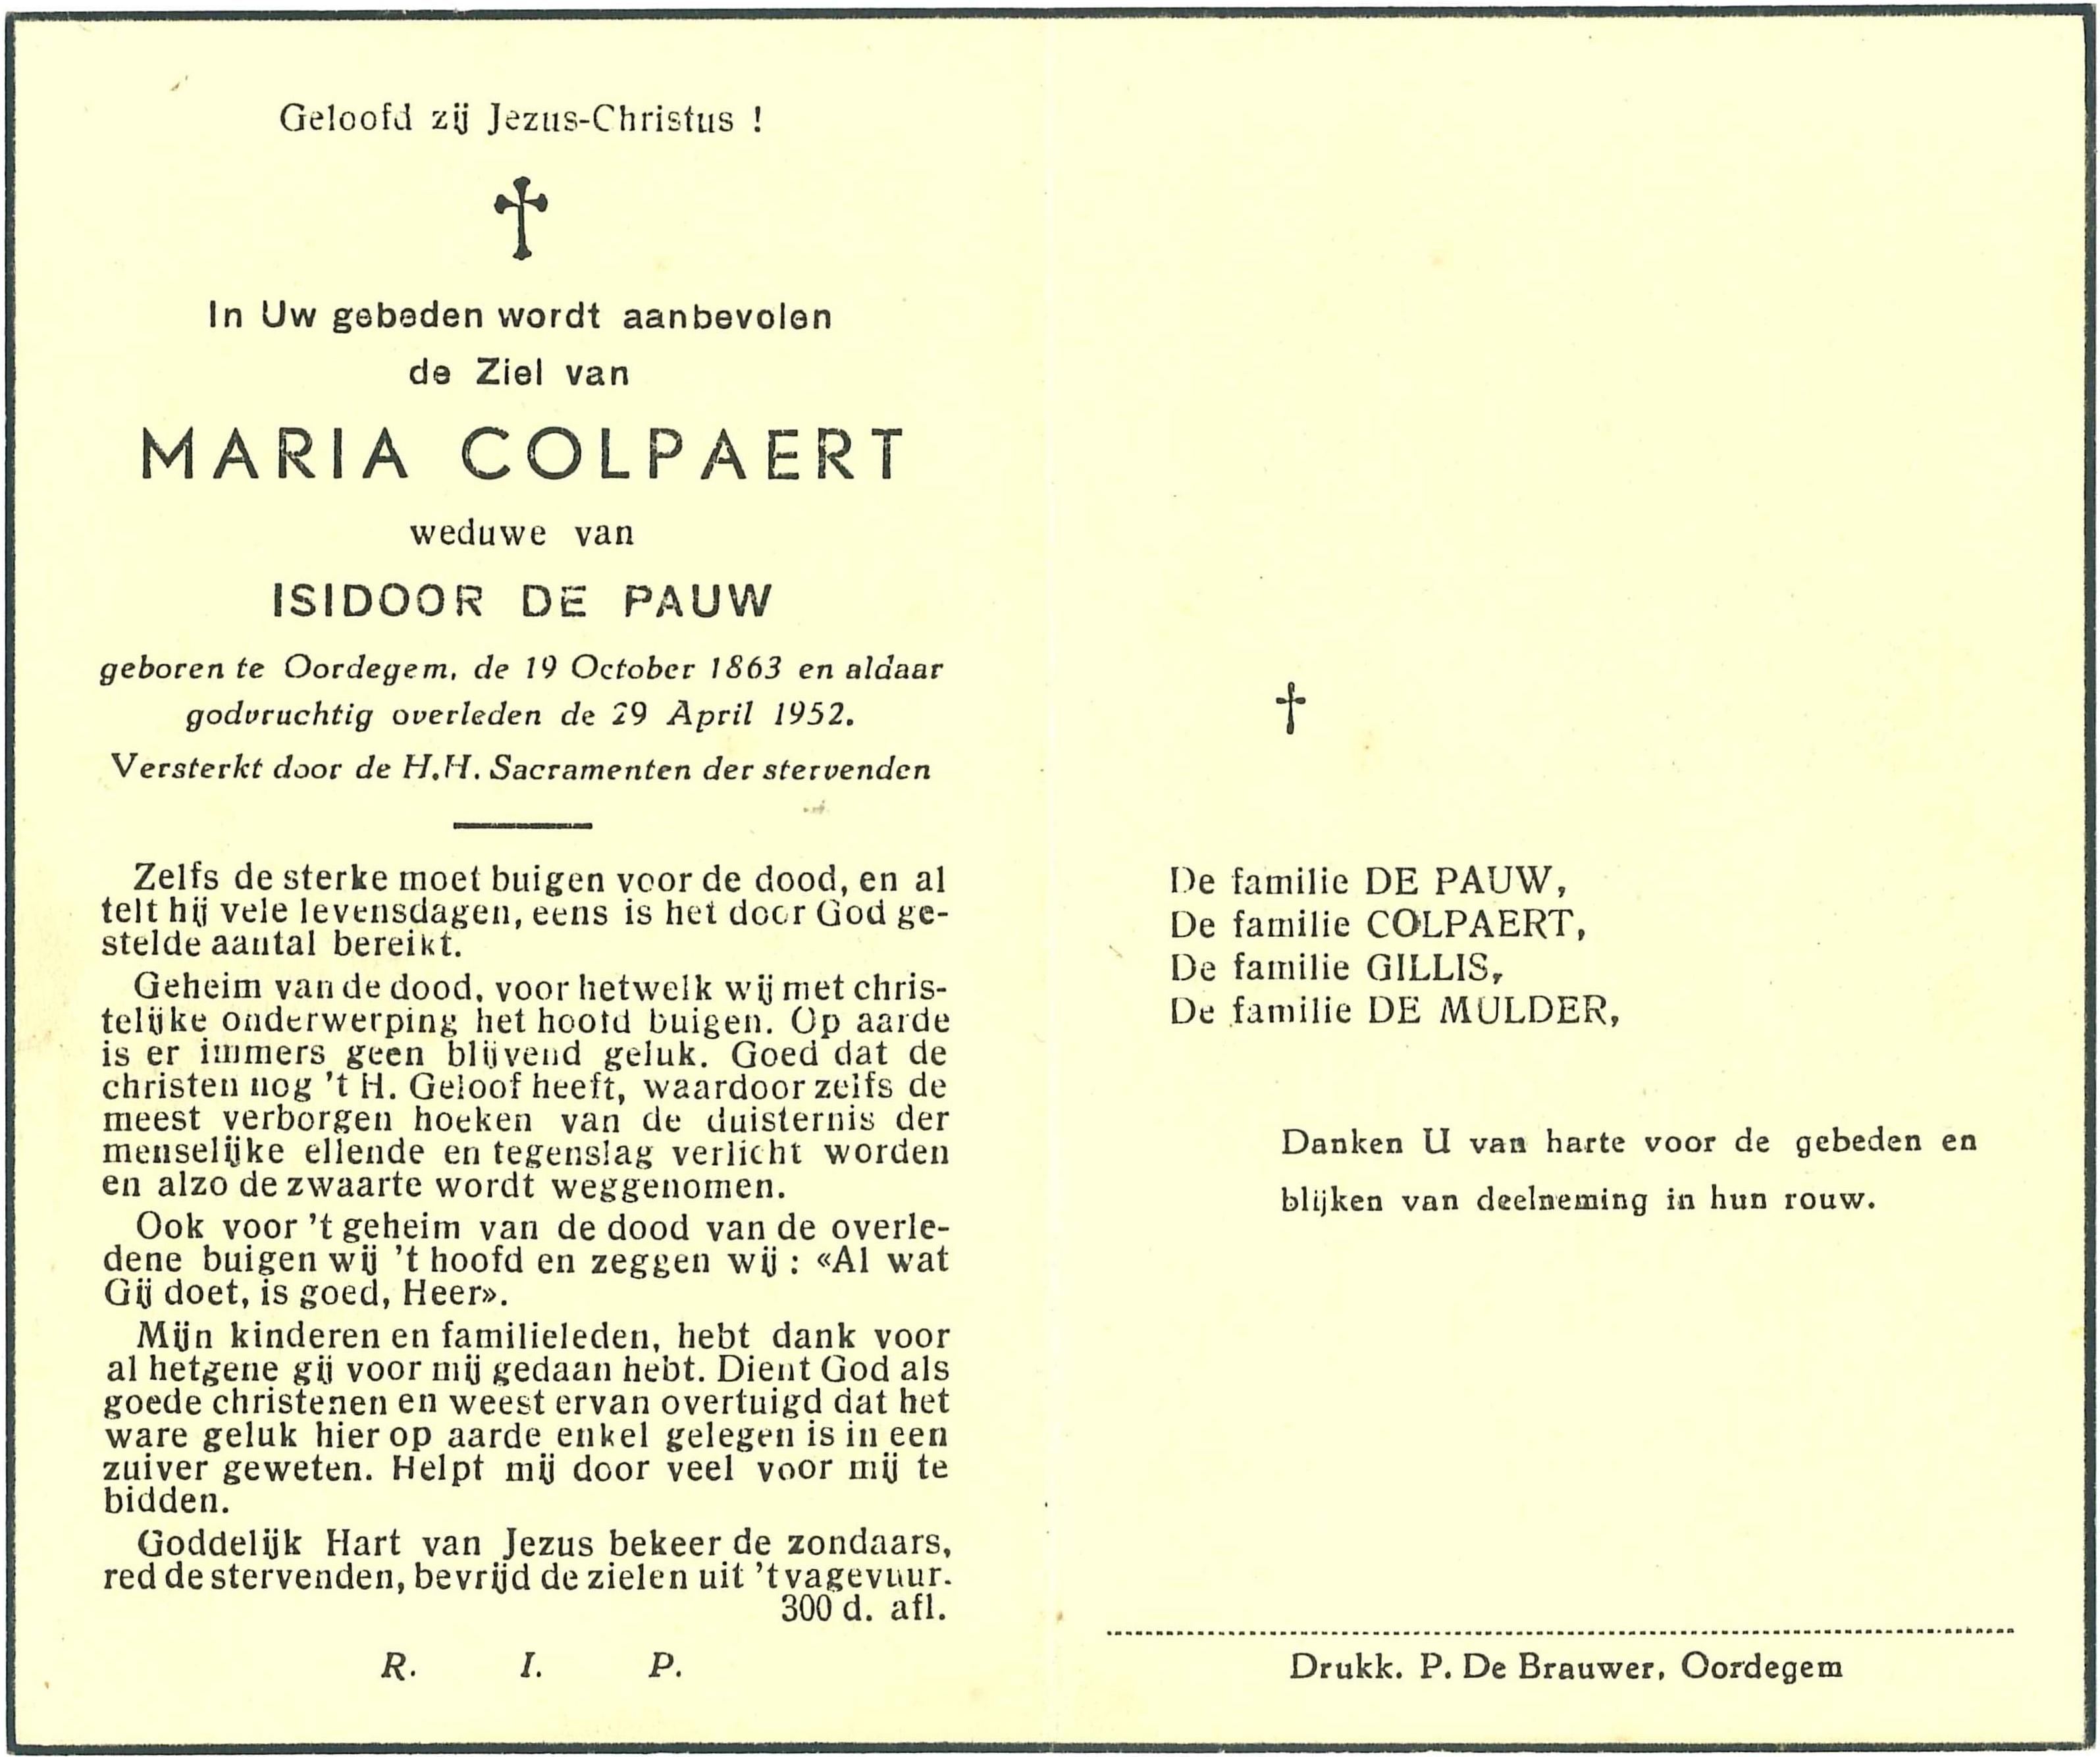 Geloofd zij Jezus-Christus !
In Uw gebeden wordt aanbevolen
de Ziel van
MARIA COLPAERT
weduwe van
ISIDOOR DE PAUW
geboren te Oordegem, de 19 October 1863 en aldaar
godvruchtig overleden de 29 April 1952.
Versterkt door de H.H. Sacramenten der stervenden
Zelfs de sterke moet buigen voor de dood, en al
telt hij vele levensdagen, eens is het door God ge-
stelde aantal bereikt.
Geheim van de dood, voor hetwelk wij met chris-
telijke onderwerping het hoofd buigen. Op aarde
is er immers geen blijvend geluk. Goed dat de
christen nog 't H. Geloof heeft, waardoor zelfs de
meest verborgen hoeken van de duisternis der
menselijke ellende en tegenslag verlicht worden
en alzo de zwaarte wordt weggenomen.
Ook voor 't geheim van de dood van de overle-
dene buigen wij 't hoofd en zeggen wij : «Al wat
Gij doet, is goed, Heer».
Mijn kinderen en familieleden, hebt dank voor
al hetgene gij voor mij gedaan hebt. Dient God als
goede christenen en weest ervan overtuigd dat het
ware geluk hier op aarde enkel gelegen is in een
zuiver geweten. Helpt mij door veel voor mij te
bidden.
Goddelijk Hart van Jezus bekeer de zondaars,
red de stervenden, bevrijd de zielen uit 't vagevuur.
300 d. afl.
R. I. P.
De familie DE PAUW,
De familie COLPAERT,
De familie GILLIS,
De familie DE MULDER,
Danken U van harte voor de gebeden en
blijken van deelneming in hun rouw.
Drukk. P. De Brauwer, Oordegem